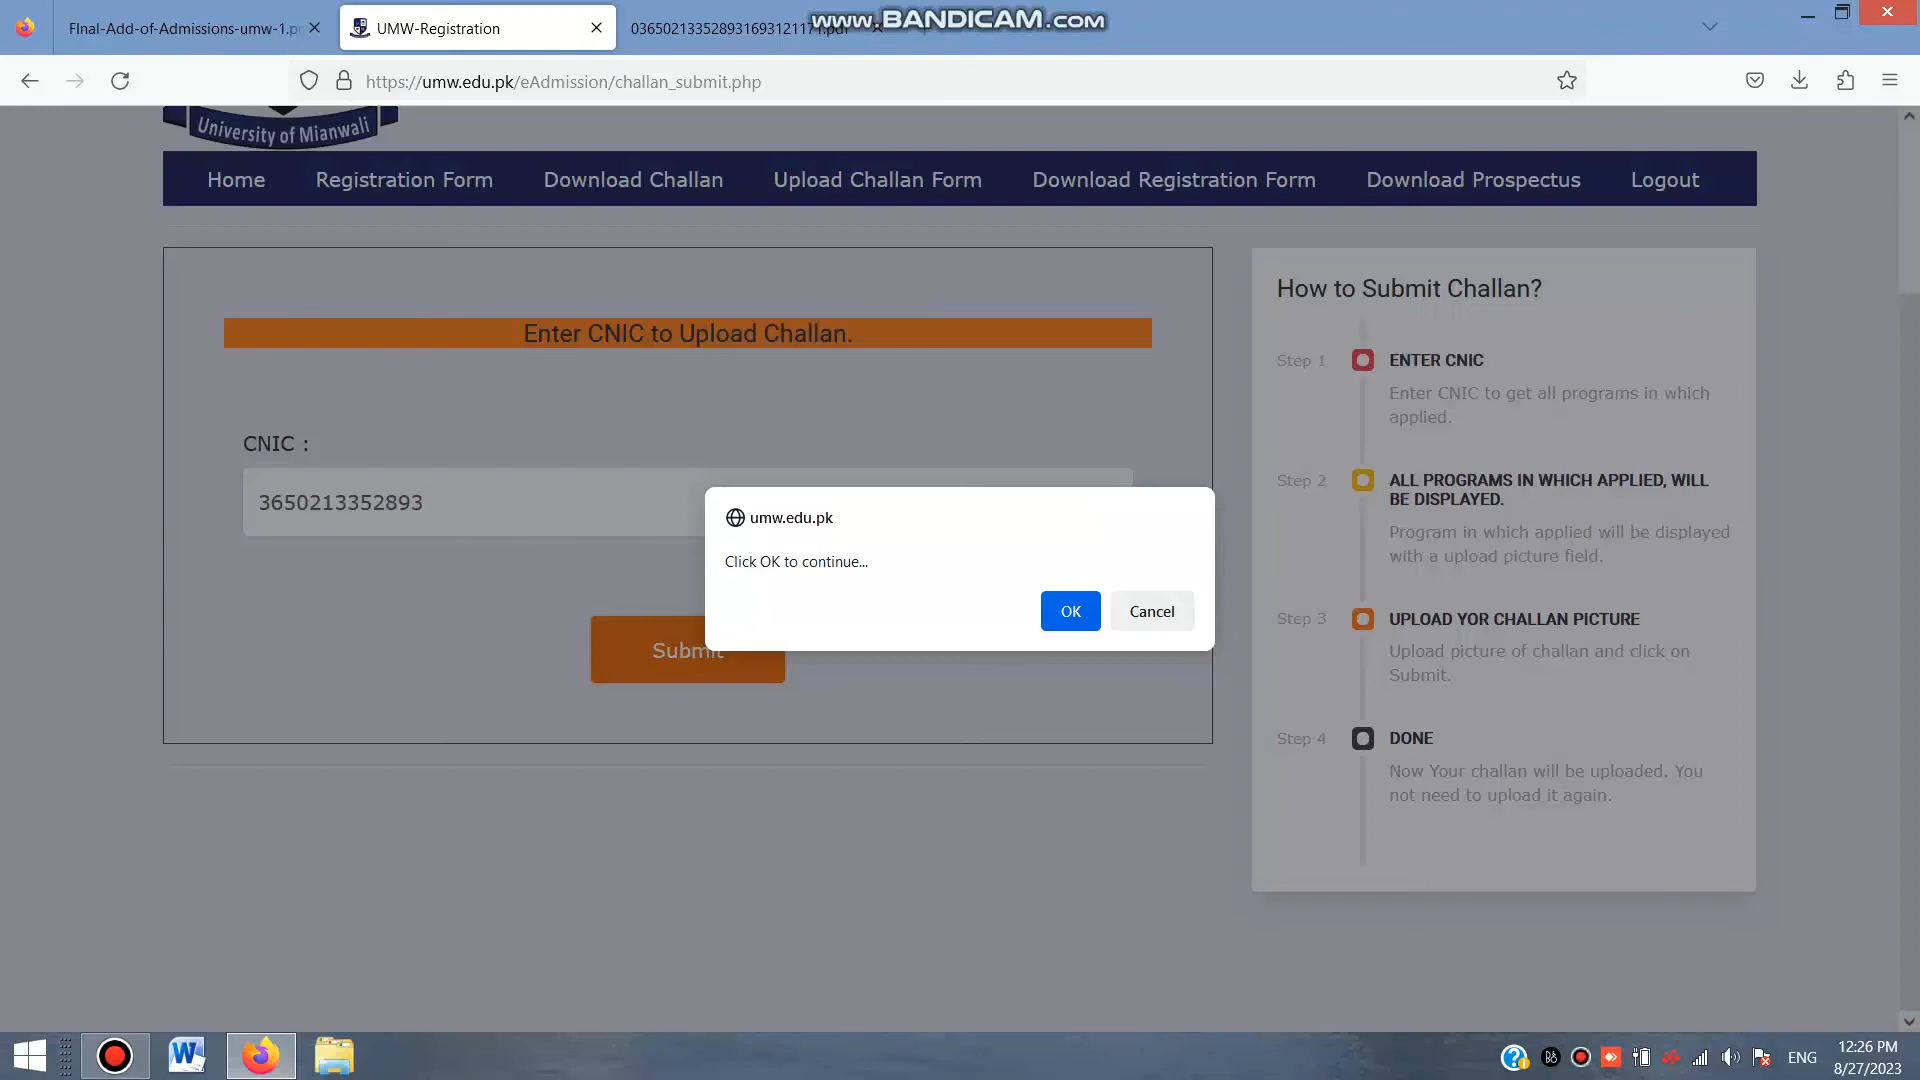 FInal-Add-of-Admissions-umw-1.p
UMW-Registration
www.BANDICAM.com
https://umw.edu.pk/eAdmission/challan_submit.php
University of Mianwali
Home
Registration Form
Download Challan
Upload Challan Form
Download Registration Form
Download Prospectus
Logout
Enter CNIC to Upload Challan.
CNIC :
3650213352893
Submit
umw.edu.pk
Click OK to continue...
OK
Cancel
How to Submit Challan?
Step 1
ENTER CNIC
Enter CNIC to get all programs in which
applied.
Step 2
ALL PROGRAMS IN WHICH APPLIED, WILL
BE DISPLAYED.
Program in which applied will be displayed
with a upload picture field.
Step 3
UPLOAD YOR CHALLAN PICTURE
Upload picture of challan and click on
Submit.
Step 4
DONE
Now Your challan will be uploaded. You
not need to upload it again.
ENG
12:26 PM
8/27/2023